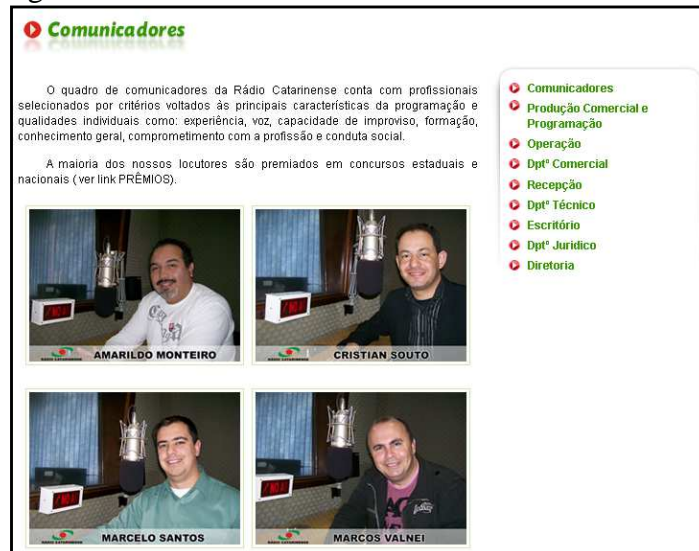 Comunicadores
O quadro de comunicadores da Rádio Catarinense conta com profissionais
selecionados por critérios voltados às principais características da programação e
qualidades individuais como: experiência, voz, capacidade de improviso, formação,
conhecimento geral, comprometimento com a profissão e conduta social.
A maioria dos nossos locutores são premiados em concursos estaduais e
nacionais ( ver link PRÊMIOS).
AMARILDO MONTEIRO
CRISTIAN SOUTO
MARCELO SANTOS
MARCOS VALNEI
Comunicadores
Produção Comercial e
Programação
Operação
Dptº Comercial
Recepção
Dptº Técnico
Escritório
Dptº Juridico
Diretoria